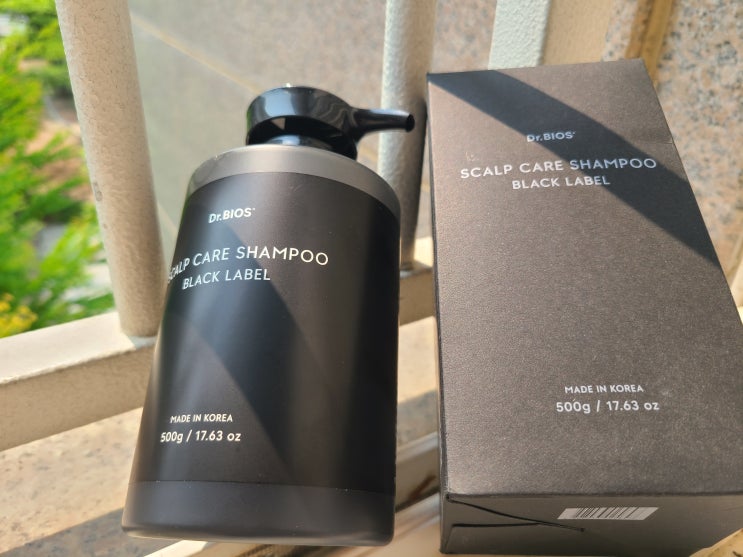 Dr.BIOS
SCALP CARE SHAMPOO
BLACK LABEL
MADE IN KOREA
500g / 17.63 oz
Dr.BIOS
SCALP CARE SHAMPOO
BLACK LABEL
MADE IN KOREA
500g / 17.63 oz